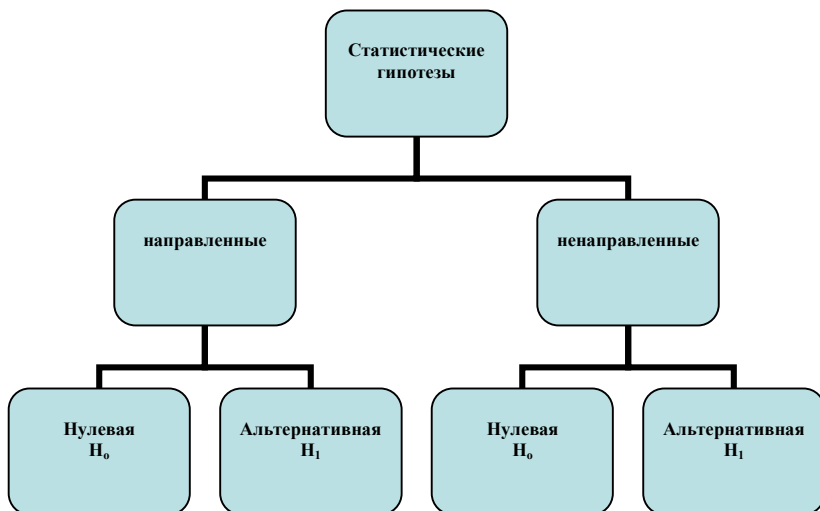 Статистические
гипотезы
направленные
ненаправленные
Нулевая
Hₒ
Альтернативная
H₁
Нулевая
Hₒ
Альтернативная
H₁